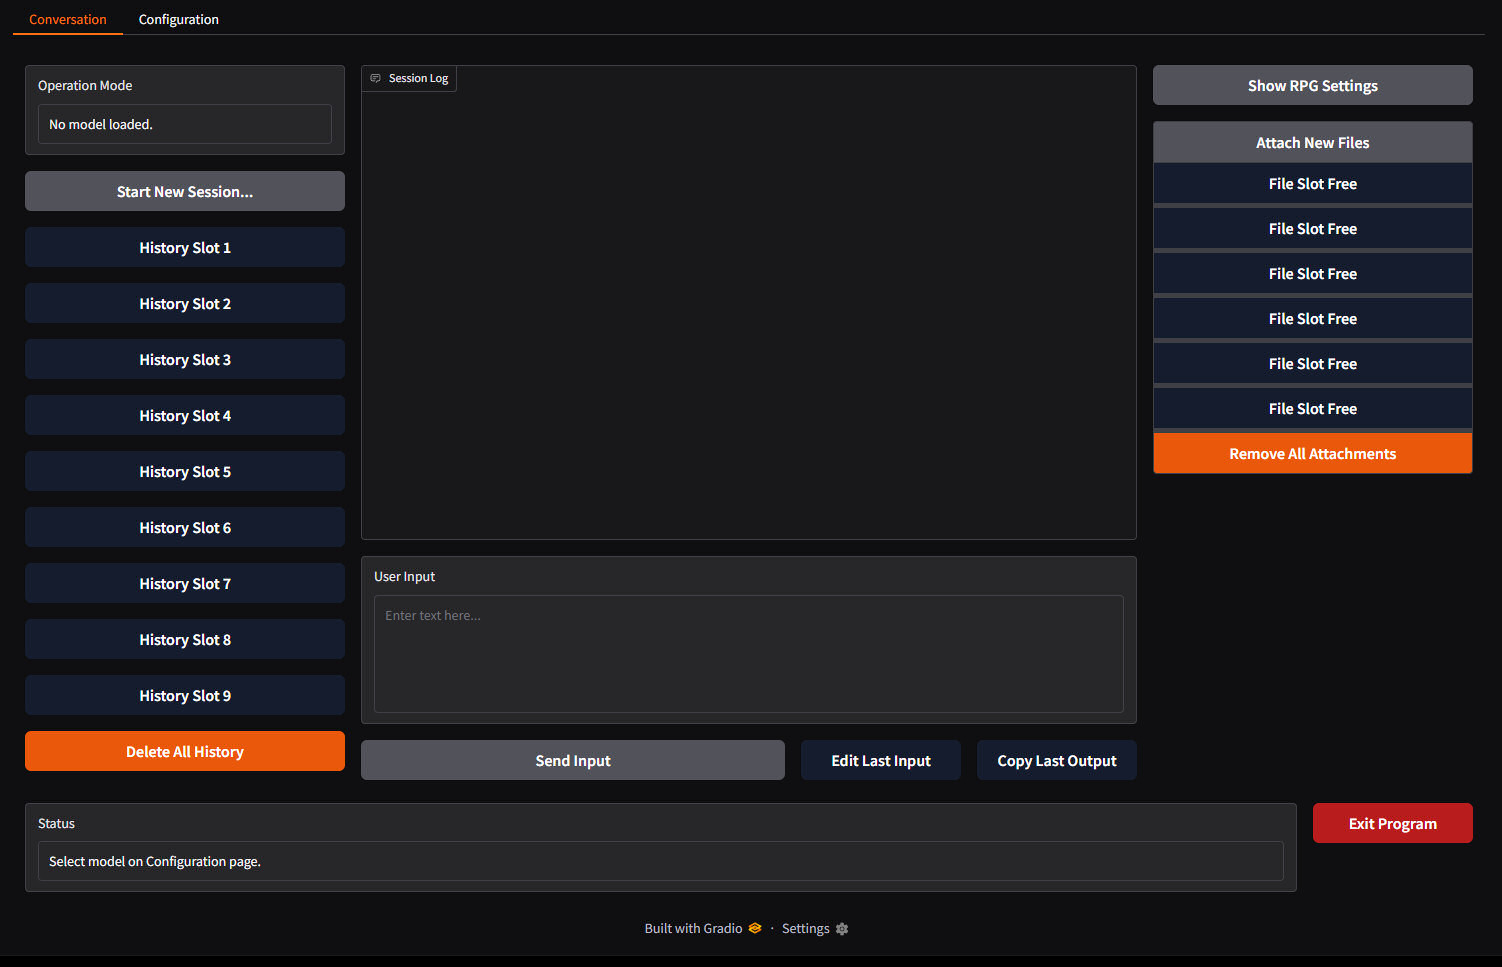 Conversation
Configuration
Operation Mode
No model loaded.
Start New Session...
History Slot 1
History Slot 2
History Slot 3
History Slot 4
History Slot 5
History Slot 6
History Slot 7
History Slot 8
History Slot 9
Delete All History
Session Log
User Input
Enter text here...
Send Input
Edit Last Input
Copy Last Output
Show RPG Settings
Attach New Files
File Slot Free
File Slot Free
File Slot Free
File Slot Free
File Slot Free
File Slot Free
Remove All Attachments
Status
Select model on Configuration page.
Exit Program
Built with Gradio · Settings